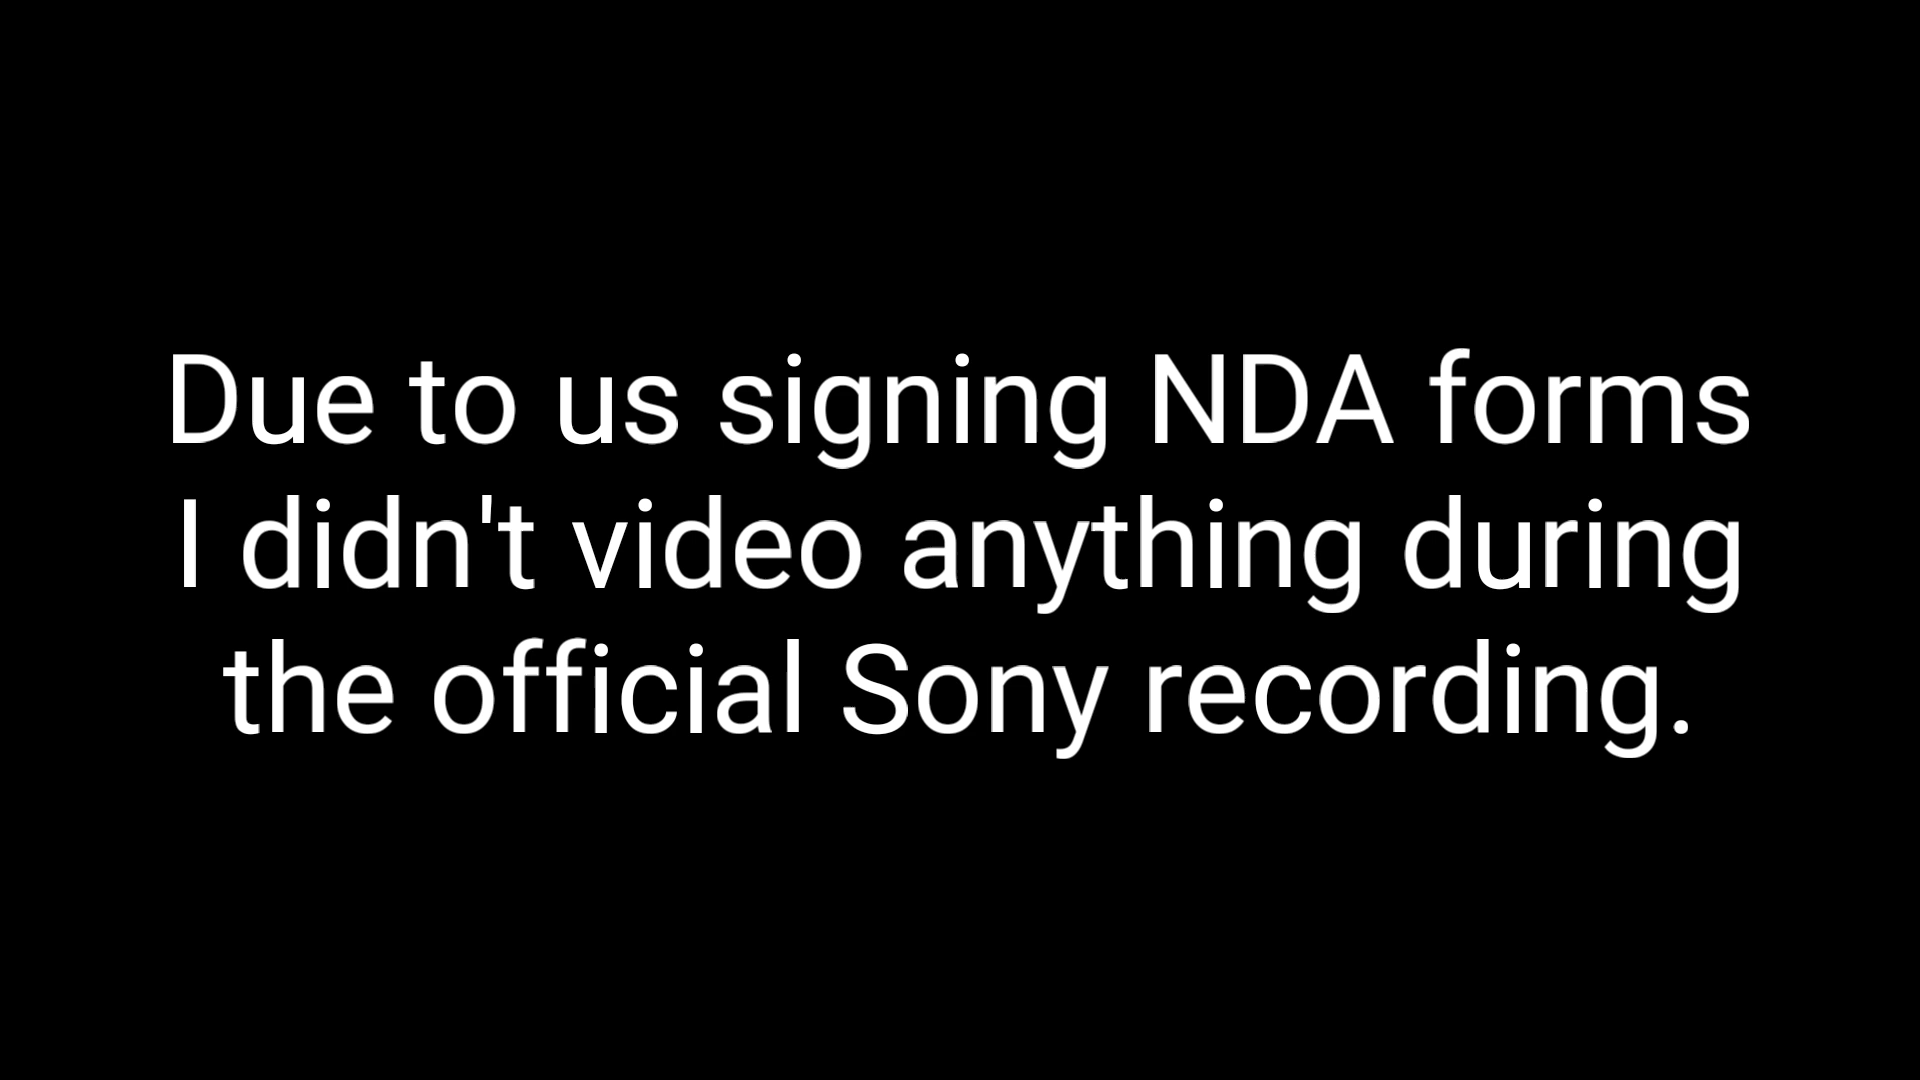 Due to us signing NDA forms
I didn't video anything during
the official Sony recording.